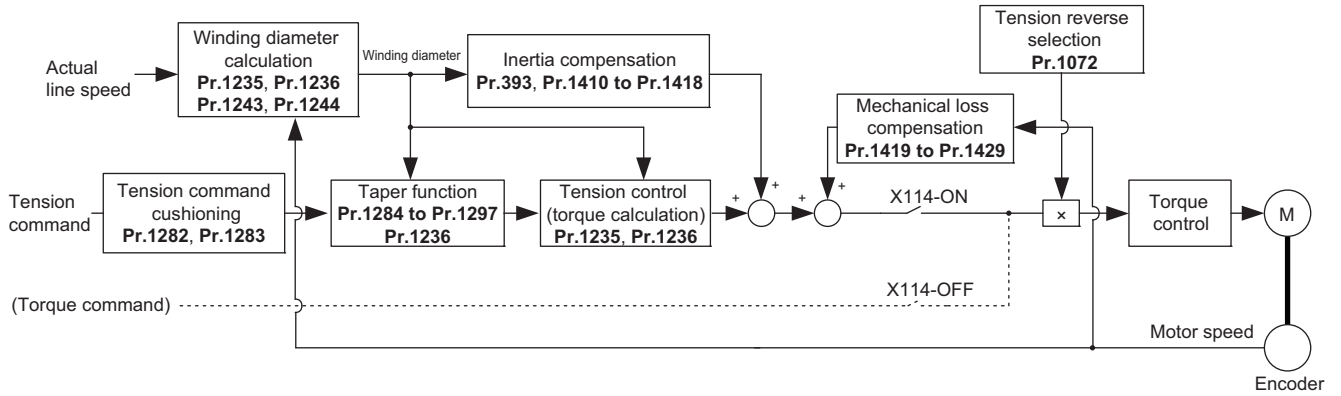 Actual
line speed
Winding diameter
calculation
Pr.1235, Pr.1236
Pr.1243, Pr.1244
Winding diameter
Inertia compensation
Pr.393, Pr.1410 to Pr.1418
Tension reverse
selection
Pr.1072
Mechanical loss
compensation
Pr.1419 to Pr.1429
Tension
command
Tension command
cushioning
Pr.1282, Pr.1283
Taper function
Pr.1284 to Pr.1297
Pr.1236
Tension control
(torque calculation)
Pr.1235, Pr.1236
+
+
+
+
X114-ON
×
Torque
control
M
(Torque command)
X114-OFF
Motor speed
Encoder